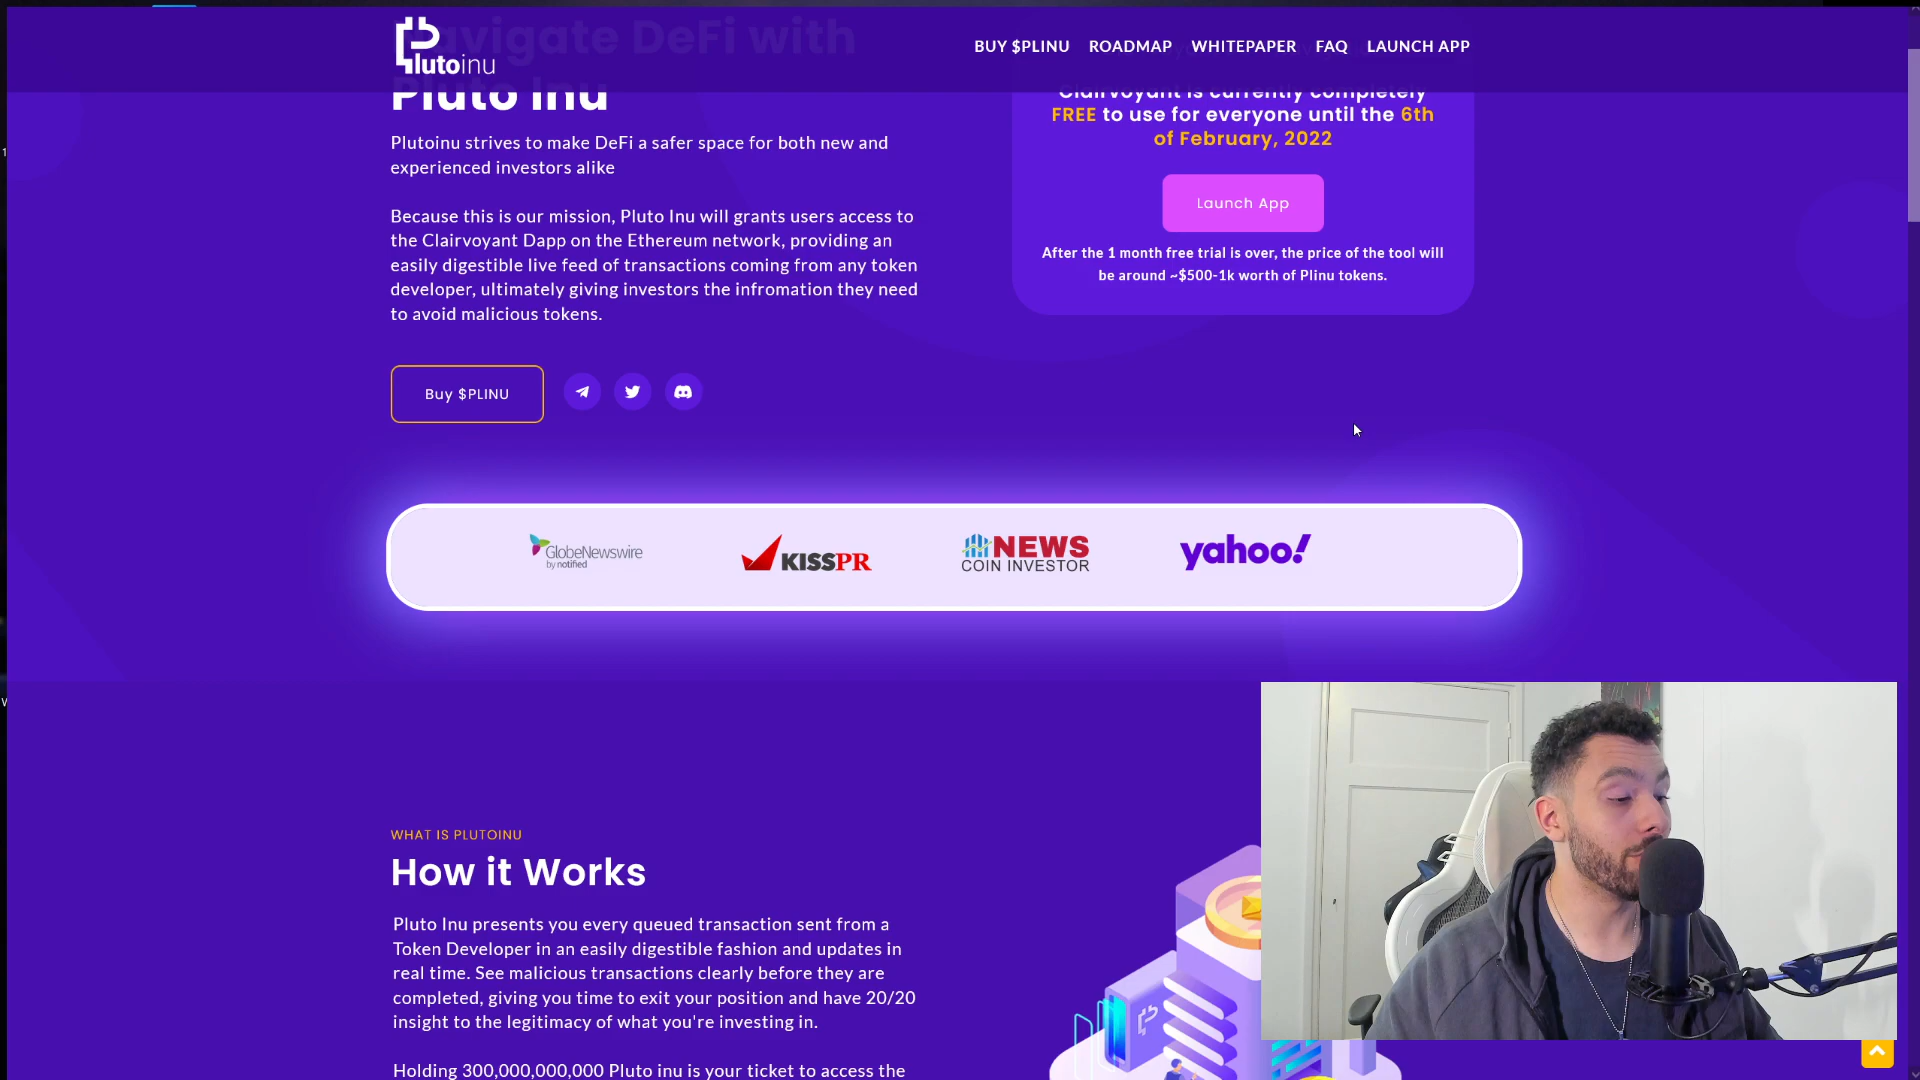 Navigate DeFi with
Pluto Inu
Plutoinu
BUY $PLINU
ROADMAP
WHITEPAPER
FAQ
LAUNCH APP
Plutoinu strives to make DeFi a safer space for both new and
experienced investors alike
Because this is our mission, Pluto Inu will grants users access to
the Clairvoyant Dapp on the Ethereum network, providing an
easily digestible live feed of transactions coming from any token
developer, ultimately giving investors the infromation they need
to avoid malicious tokens.
Buy $PLINU
Clairvoyant is currently completely
FREE to use for everyone until the 6th
of February, 2022
Launch App
After the 1 month free trial is over, the price of the tool will
be around ~$500-1k worth of Plinu tokens.
GlobeNewswire
by notified
KISSPR
NEWS
COIN INVESTOR
yahoo!
WHAT IS PLUTOINU
How it Works
Pluto Inu presents you every queued transaction sent from a
Token Developer in an easily digestible fashion and updates in
real time. See malicious transactions clearly before they are
completed, giving you time to exit your position and have 20/20
insight to the legitimacy of what you're investing in.
Holding 300,000,000,000 Pluto inu is your ticket to access the